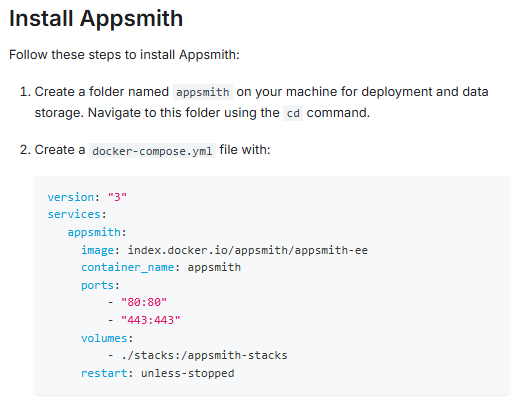 Install Appsmith
Follow these steps to install Appsmith:
1. Create a folder named appsmith on your machine for deployment and data
storage. Navigate to this folder using the cd command.
2. Create a docker-compose.yml file with:
version: "3"
services:
   appsmith:
     image: index.docker.io/appsmith/appsmith-ee
     container_name: appsmith
     ports:
         - "80:80"
         - "443:443"
     volumes:
         - ./stacks:/appsmith-stacks
     restart: unless-stopped